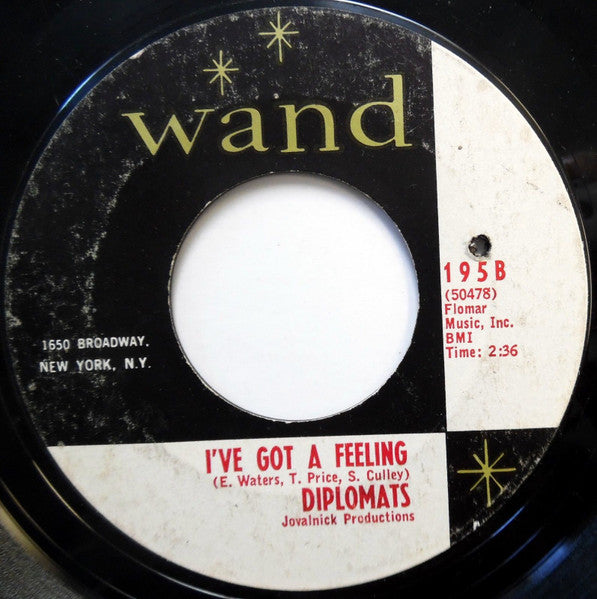 wand
195B
(50478)
Flomar
Music, Inc.
BMI
Time: 2:36
1650 BROADWAY,
NEW YORK, N.Y.
I'VE GOT A FEELING
(E. Waters, T. Price, S. Culley)
DIPLOMATS
Jovalnick Productions